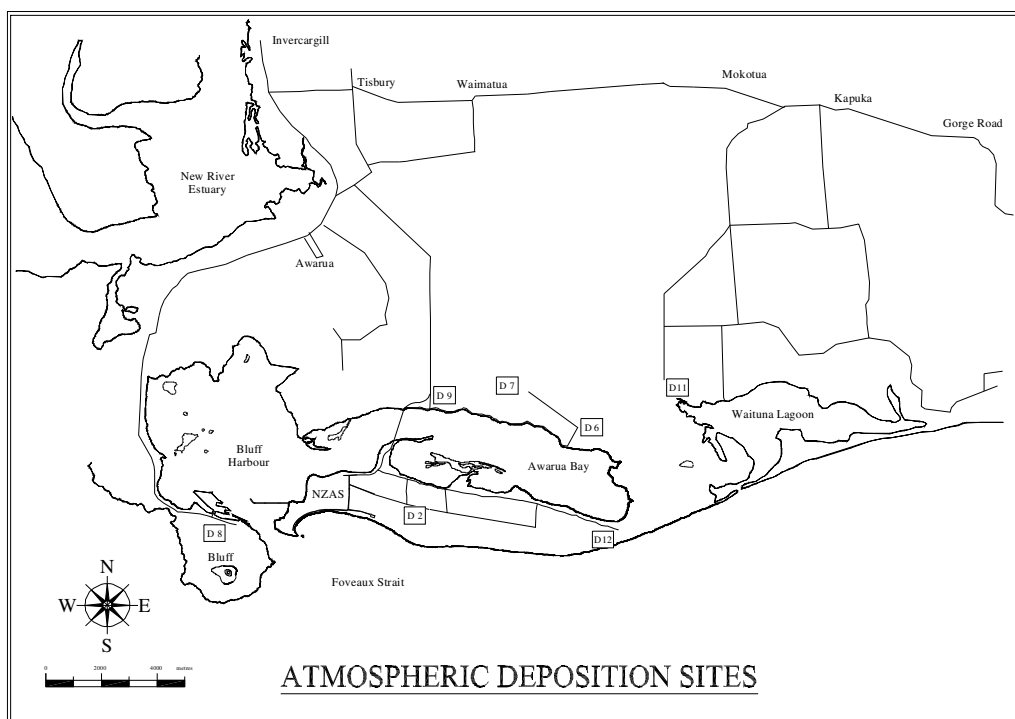 Invercargill
Tisbury
Waimatua
Mokotua
Kapuka
Gorge Road
New River
Estuary
Awarua
D 9
D 7
D11
D 6
Waituna Lagoon
Bluff
Harbour
Awarua Bay
NZAS
D 2
D 8
D12
Bluff
Foveaux Strait
N
W E
S
0 2000 4000 metres
ATMOSPHERIC DEPOSITION SITES